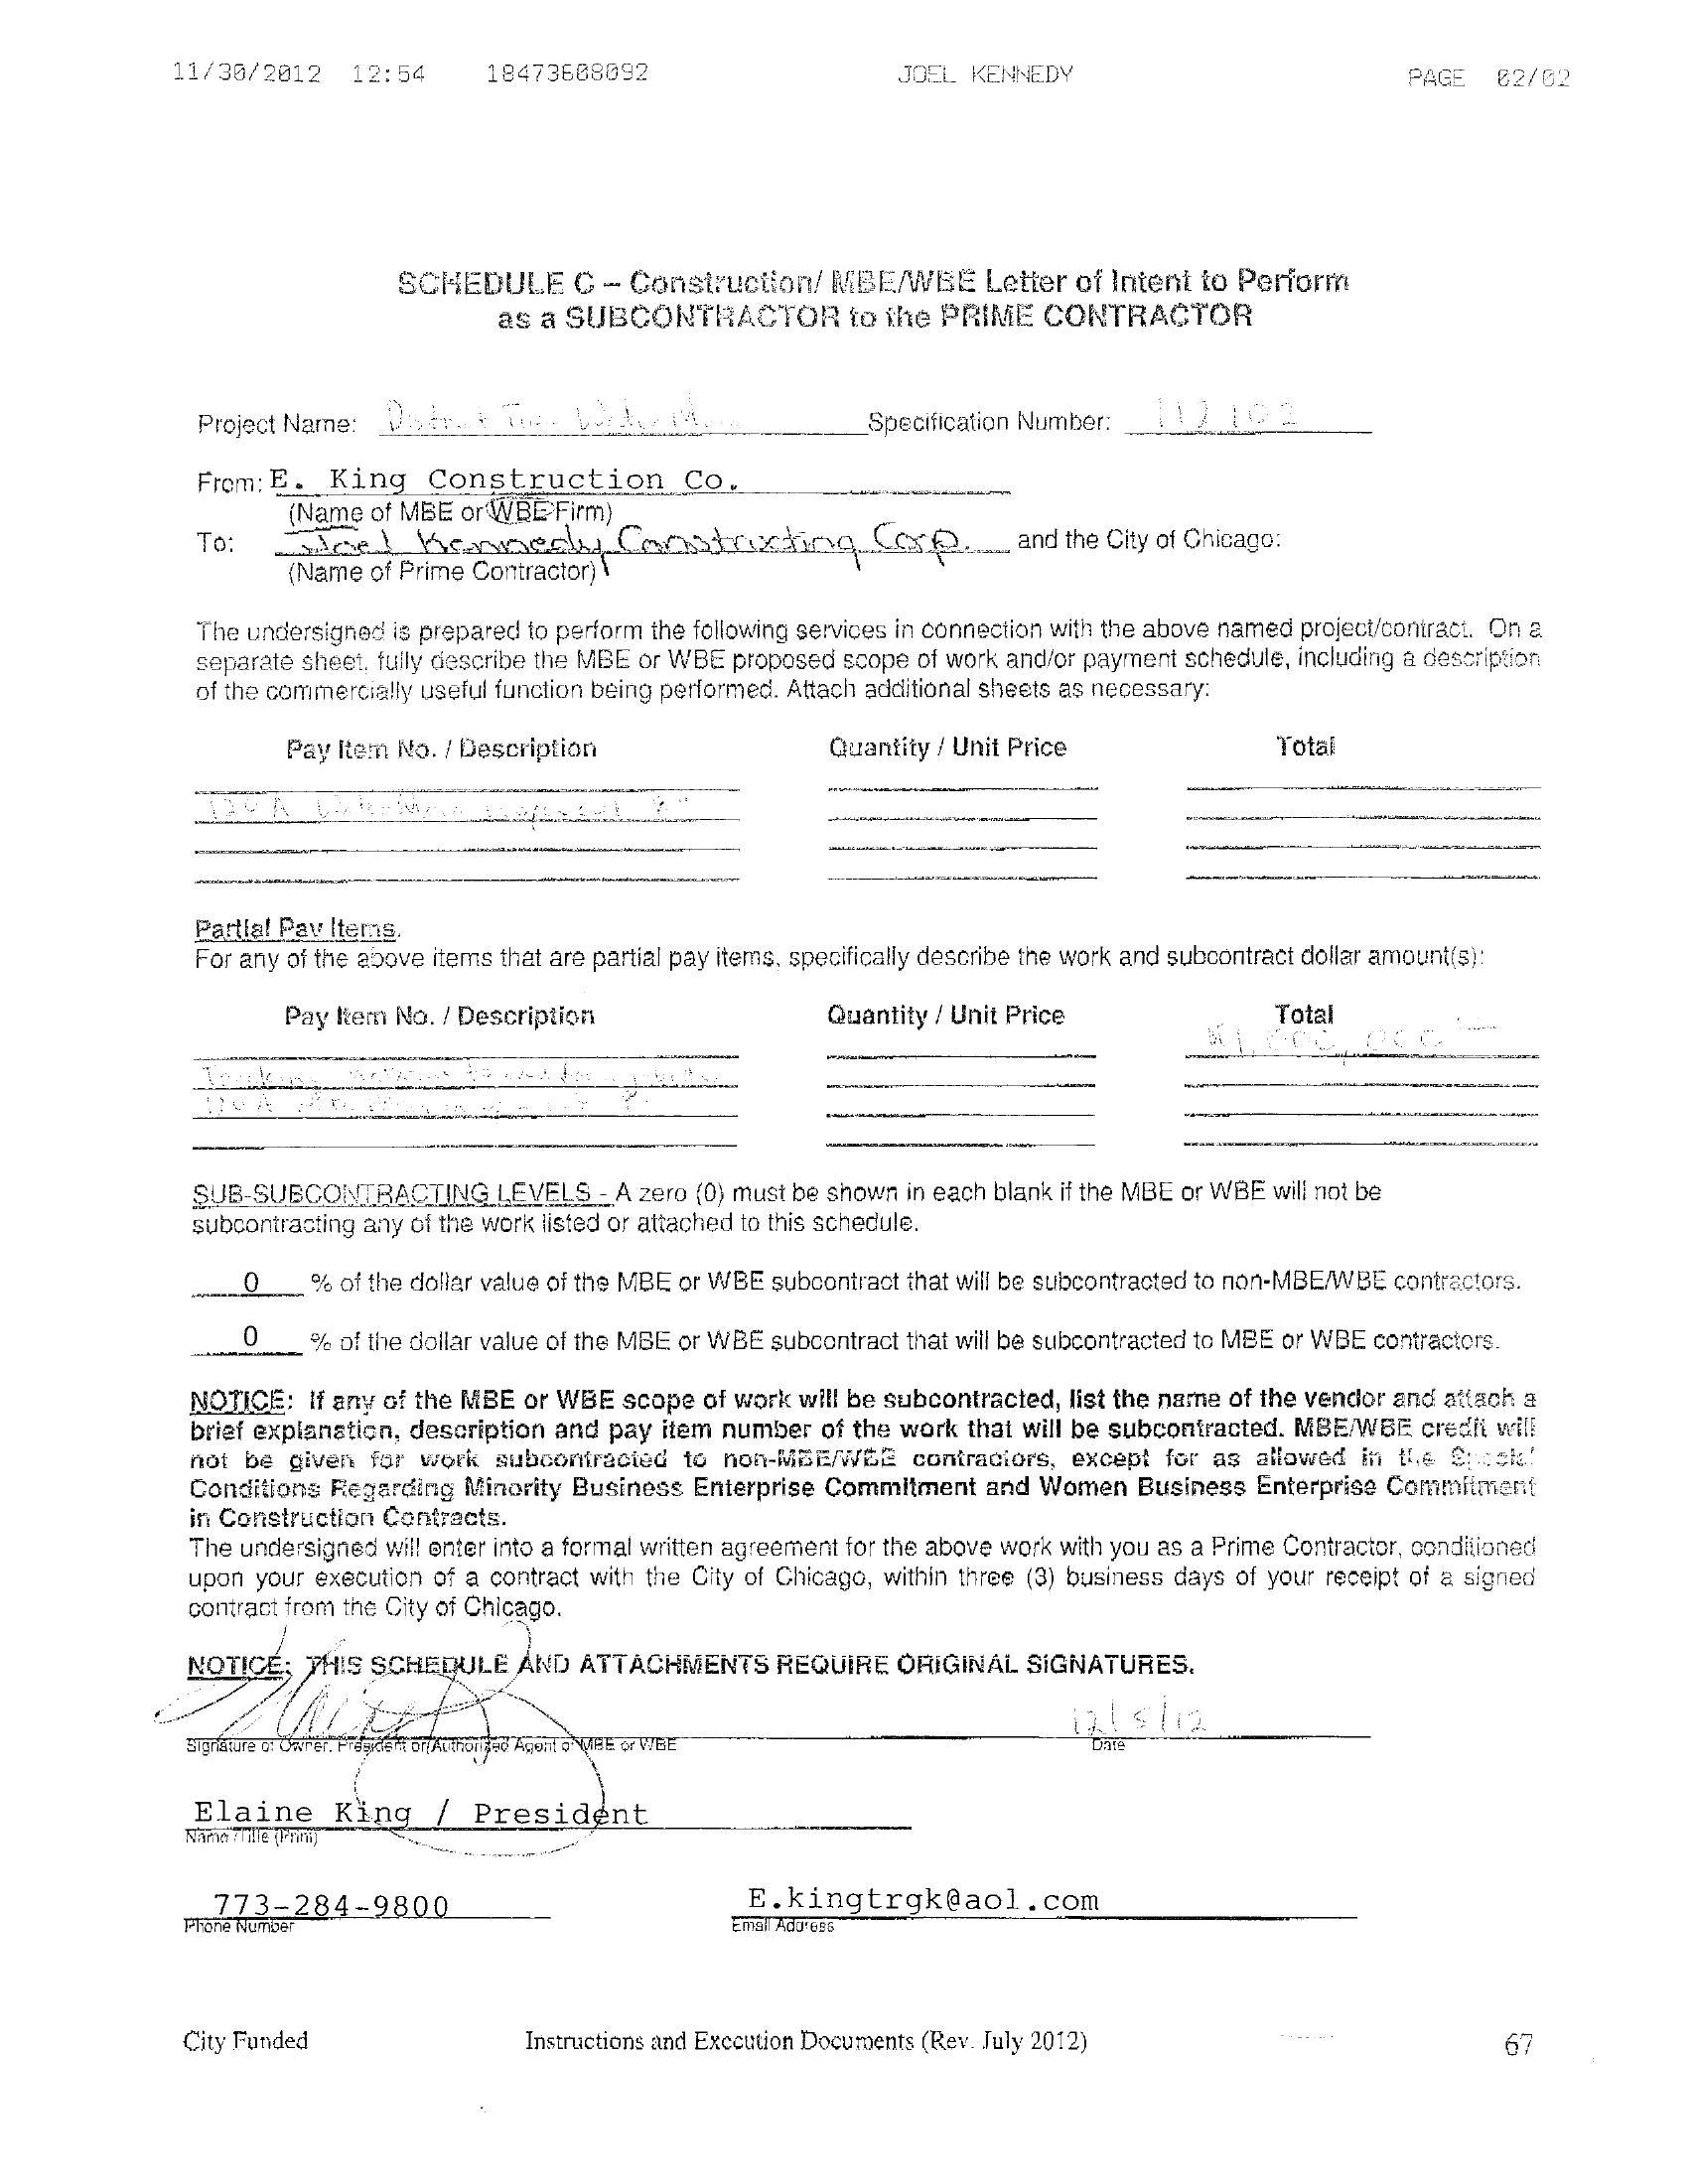 11/30/2012 12:54 18473608092 JOEL KENNEDY PAGE 02/02
SCHEDULE C – Construction/ MBE/WBE Letter of Intent to Perform
as a SUBCONTRACTOR to the PRIME CONTRACTOR
Project Name: District Two Specification Number: 112102
From: E. King Construction Co.
(Name of MBE or WBE Firm)
To: Joel Kennedy Constructing Corp. and the City of Chicago:
(Name of Prime Contractor)
The undersigned is prepared to perform the following services in connection with the above named project/contract. On a
separate sheet, fully describe the MBE or WBE proposed scope of work and/or payment schedule, including a description
of the commercially useful function being performed. Attach additional sheets as necessary:
Pay Item No. / Description Quantity / Unit Price Total
8"
Partial Pay Items.
For any of the above items that are partial pay items, specifically describe the work and subcontract dollar amount(s):
Pay Item No. / Description Quantity / Unit Price Total
$1,000,000
Trucking
SUB-SUBCONTRACTING LEVELS - A zero (0) must be shown in each blank if the MBE or WBE will not be
subcontracting any of the work listed or attached to this schedule.
0 % of the dollar value of the MBE or WBE subcontract that will be subcontracted to non-MBE/WBE contractors.
0 % of the dollar value of the MBE or WBE subcontract that will be subcontracted to MBE or WBE contractors.
NOTICE: If any of the MBE or WBE scope of work will be subcontracted, list the name of the vendor and attach a
brief explanation, description and pay item number of the work that will be subcontracted. MBE/WBE credit will
not be given for work subcontracted to non-MBE/WBE contractors, except for as allowed in the Special
Conditions Regarding Minority Business Enterprise Commitment and Women Business Enterprise Commitment
in Construction Contracts.
The undersigned will enter into a formal written agreement for the above work with you as a Prime Contractor, conditioned
upon your execution of a contract with the City of Chicago, within three (3) business days of your receipt of a signed
contract from the City of Chicago.
NOTICE: THIS SCHEDULE AND ATTACHMENTS REQUIRE ORIGINAL SIGNATURES.
12/5/12
Signature of Owner, President or Authorized Agent of MBE or WBE Date
Elaine King / President
Name /Title (Print)
773-284-9800 E.kingtrgk@aol.com
Phone Number Email Address
City Funded Instructions and Execution Documents (Rev. July 2012) 67